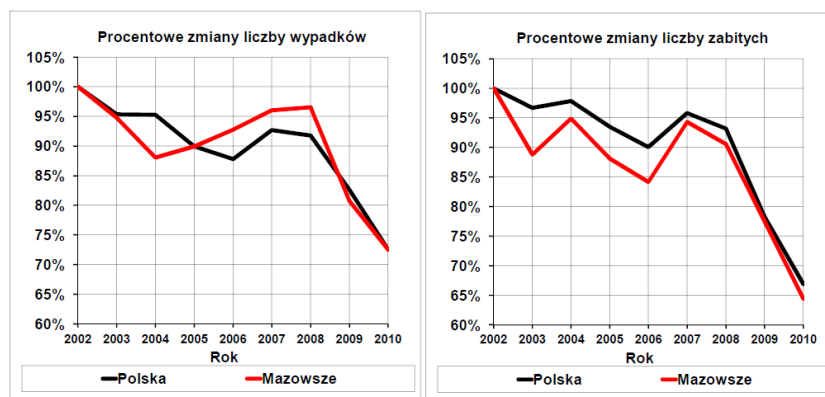 Procentowe zmiany liczby wypadków
105%
100%
95%
90%
85%
80%
75%
70%
65%
60%
2002 2003 2004 2005 2006 2007 2008 2009 2010
Rok
Polska Mazowsze
Procentowe zmiany liczby zabitych
105%
100%
95%
90%
85%
80%
75%
70%
65%
60%
2002 2003 2004 2005 2006 2007 2008 2009 2010
Rok
Polska Mazowsze